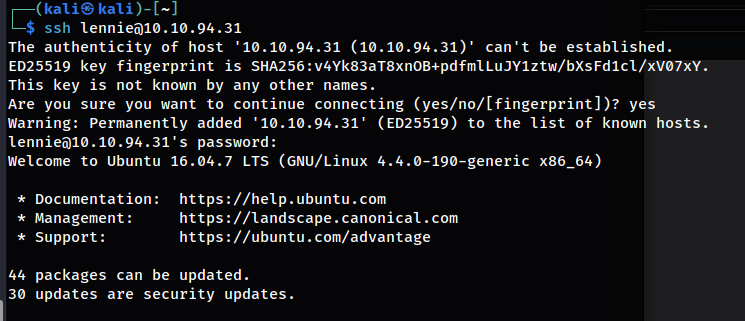 ┌──(kali㉿kali)-[~]
└─$ ssh lennie@10.10.94.31
The authenticity of host '10.10.94.31 (10.10.94.31)' can't be established.
ED25519 key fingerprint is SHA256:v4Yk83aT8xnOB+pdfmlLuJY1ztw/bXsFd1cl/xV07xY.
This key is not known by any other names.
Are you sure you want to continue connecting (yes/no/[fingerprint])? yes
Warning: Permanently added '10.10.94.31' (ED25519) to the list of known hosts.
lennie@10.10.94.31's password:
Welcome to Ubuntu 16.04.7 LTS (GNU/Linux 4.4.0-190-generic x86_64)

 * Documentation:  https://help.ubuntu.com
 * Management:     https://landscape.canonical.com
 * Support:        https://ubuntu.com/advantage

44 packages can be updated.
30 updates are security updates.